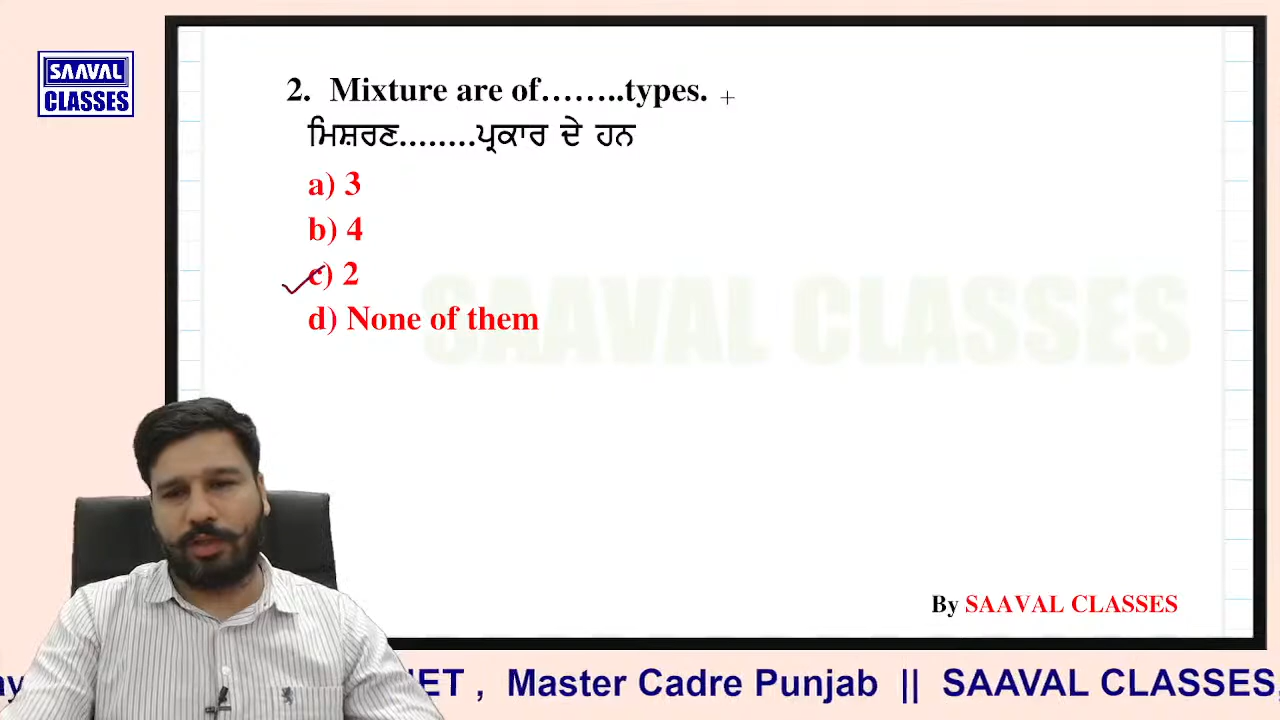 SAAVAL
CLASSES
2. Mixture are of……..types.
ਮਿਸ਼ਰਣ........ਪ੍ਰਕਾਰ ਦੇ ਹਨ
a) 3
b) 4
c) 2
d) None of them
SAAVAL CLASSES
By SAAVAL CLASSES
ET , Master Cadre Punjab || SAAVAL CLASSES,